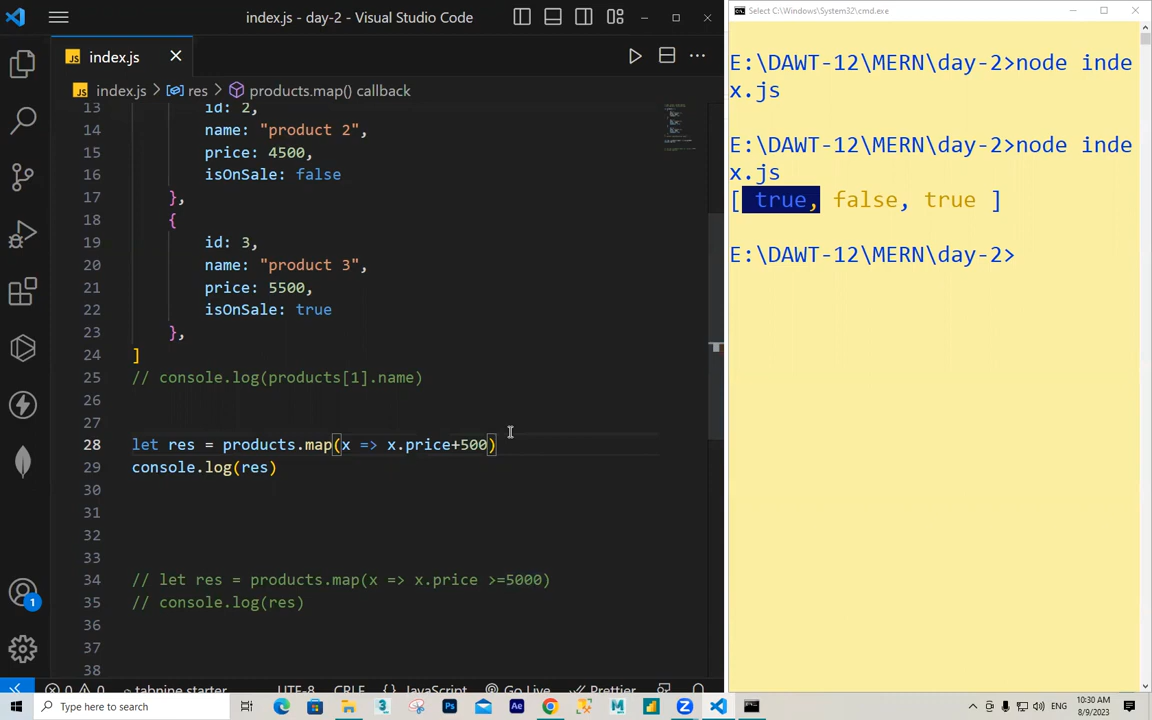 index.js - day-2 - Visual Studio Code
index.js
index.js > res > products.map() callback
13 id: 2,
14 name: "product 2",
15 price: 4500,
16 isOnSale: false
17 },
18 {
19 id: 3,
20 name: "product 3",
21 price: 5500,
22 isOnSale: true
23 },
24 ]
25 // console.log(products[1].name)
26
27
28 let res = products.map(x => x.price+500)
29 console.log(res)
30
31
32
33
34 // let res = products.map(x => x.price >=5000)
35 // console.log(res)
36
37
38
1
0 0 tabnine starter UTF-8 CRLF {} JavaScript Go Live Prettier
Select C:\Windows\System32\cmd.exe
E:\DAWT-12\MERN\day-2>node inde
x.js
E:\DAWT-12\MERN\day-2>node inde
x.js
[ true, false, true ]
E:\DAWT-12\MERN\day-2>
Type here to search
ENG
10:30 AM
8/9/2023